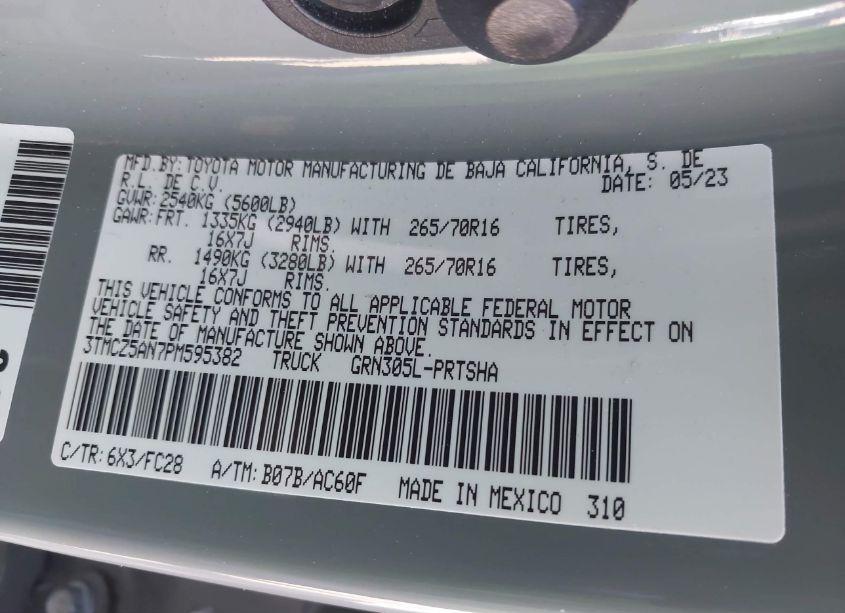 MFD.BY:TOYOTA MOTOR MANUFACTURING DE BAJA CALIFORNIA, S. DE
R.L. DE C.V. DATE: 05/23
GVWR:2540KG (5600LB)
GAWR:FRT. 1335KG (2940LB) WITH 265/70R16 TIRES,
16X7J RIMS.
RR. 1490KG (3280LB) WITH 265/70R16 TIRES,
16X7J RIMS.
THIS VEHICLE CONFORMS TO ALL APPLICABLE FEDERAL MOTOR
VEHICLE SAFETY AND THEFT PREVENTION STANDARDS IN EFFECT ON
THE DATE OF MANUFACTURE SHOWN ABOVE.
3TMCZ5AN7PM595382 TRUCK GRN305L-PRTSHA
C/TR:6X3/FC28 A/TM:B07B/AC60F MADE IN MEXICO 310